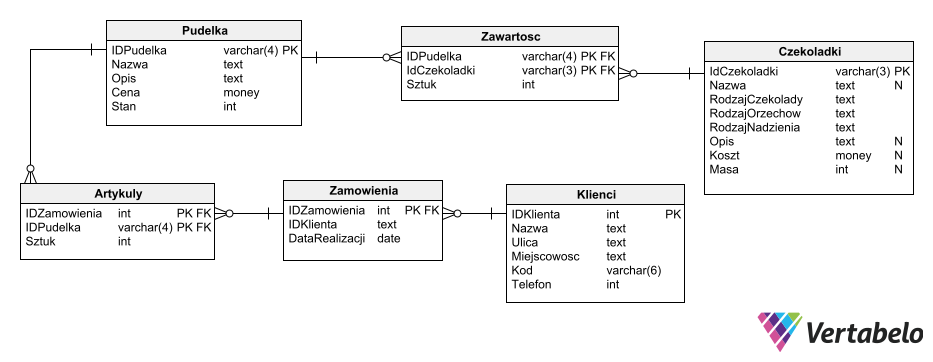 Pudelka
IDPudelka varchar(4) PK
Nazwa text
Opis text
Cena money
Stan int
Zawartosc
IDPudelka varchar(4) PK FK
IdCzekoladki varchar(3) PK FK
Sztuk int
Czekoladki
IdCzekoladki varchar(3) PK
Nazwa text N
RodzajCzekolady text
RodzajOrzechow text
RodzajNadzienia text
Opis text N
Koszt money N
Masa int N
Artykuly
IDZamowienia int PK FK
IDPudelka varchar(4) PK FK
Sztuk int
Zamowienia
IDZamowienia int PK FK
IDKlienta text
DataRealizacji date
Klienci
IDKlienta int PK
Nazwa text
Ulica text
Miejscowosc text
Kod varchar(6)
Telefon int
Vertabelo